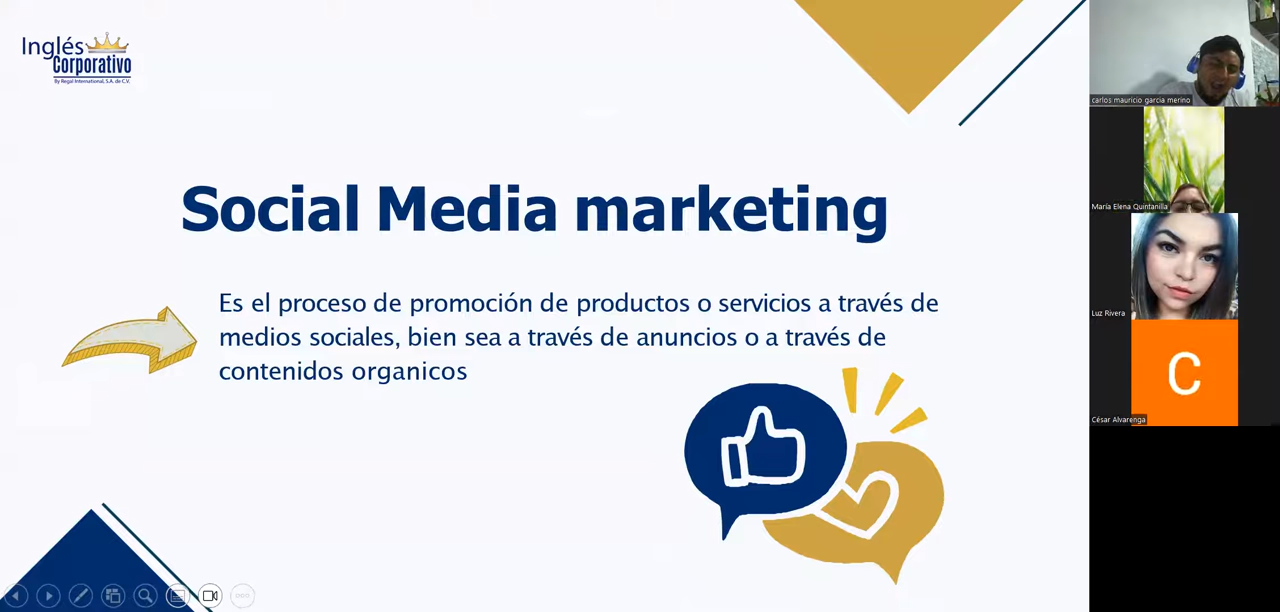 Inglés
Corporativo
By Regal International, S.A. de C.V.
Social Media marketing
Es el proceso de promoción de productos o servicios a través de
medios sociales, bien sea a través de anuncios o a través de
contenidos organicos
carlos mauricio garcia merino
María Elena Quintanilla
Luz Rivera
C
César Alvarenga